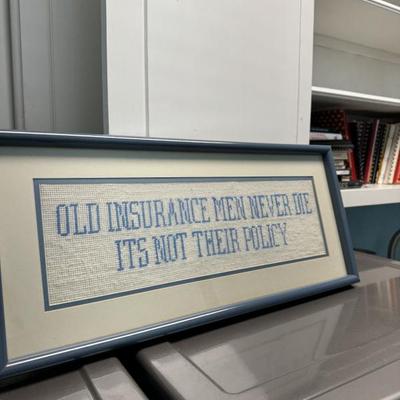 OLD INSURANCE MEN NEVER DIE
ITS NOT THEIR POLICY